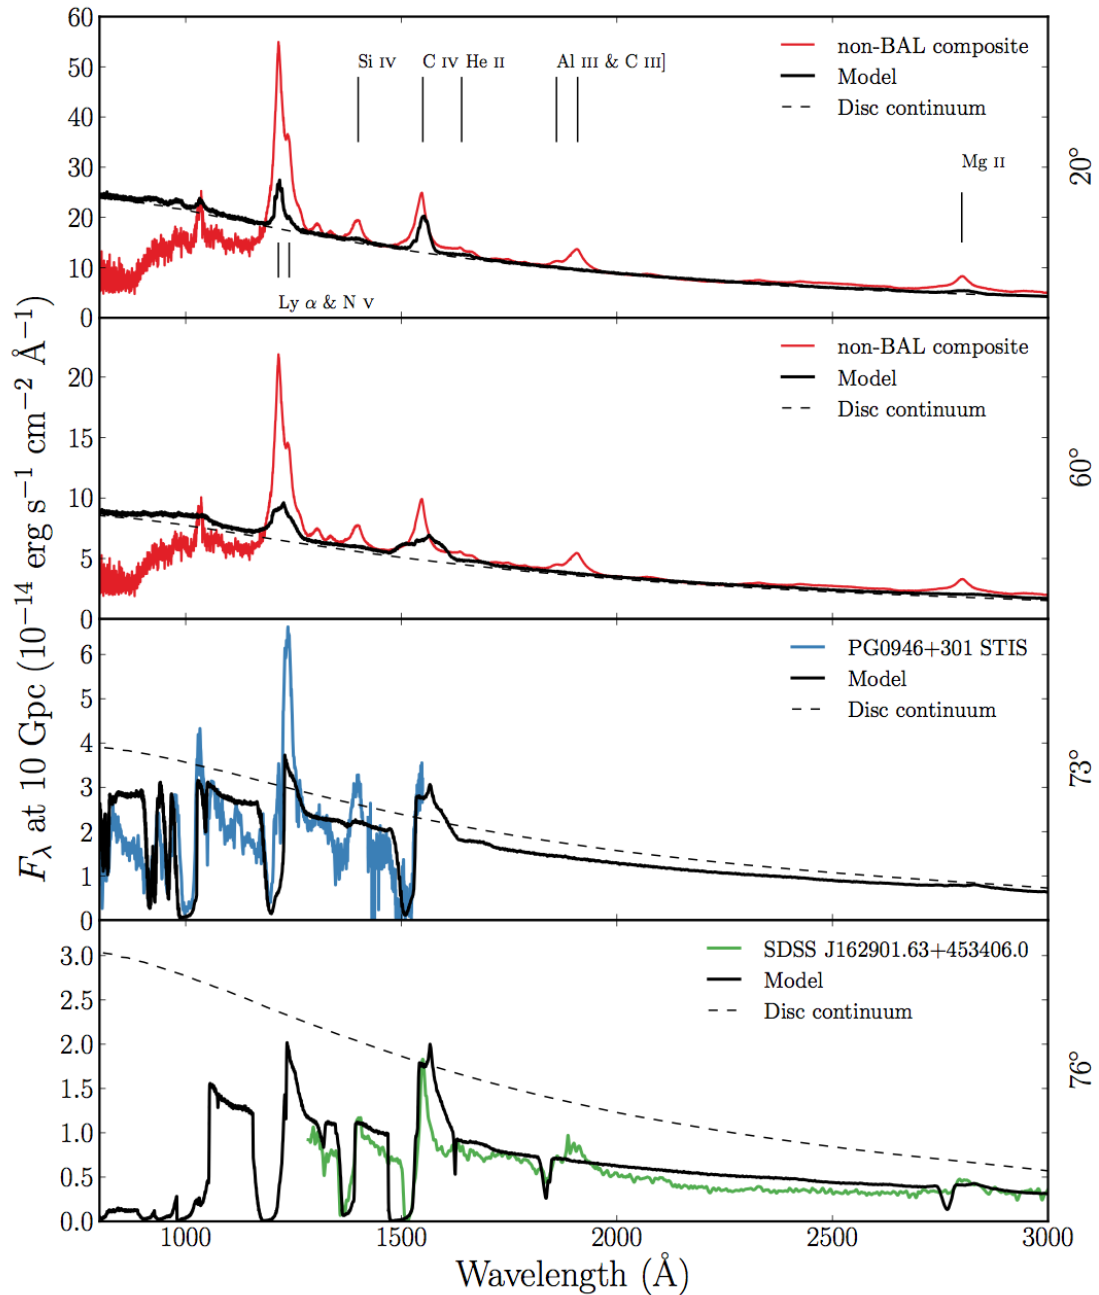 60
50
40
30
20
10
0
non-BAL composite
Model
Disc continuum
Si IV
C IV He II
Al III & C III]
Mg II
Ly α & N V
20°
20
15
10
5
0
non-BAL composite
Model
Disc continuum
60°
6
5
4
3
2
1
0
PG0946+301 STIS
Model
Disc continuum
73°
3.0
2.5
2.0
1.5
1.0
0.5
0.0
SDSS J162901.63+453406.0
Model
Disc continuum
76°
1000 1500 2000 2500 3000
Wavelength (Å)
F_λ at 10 Gpc (10⁻¹⁴ erg s⁻¹ cm⁻² Å⁻¹)